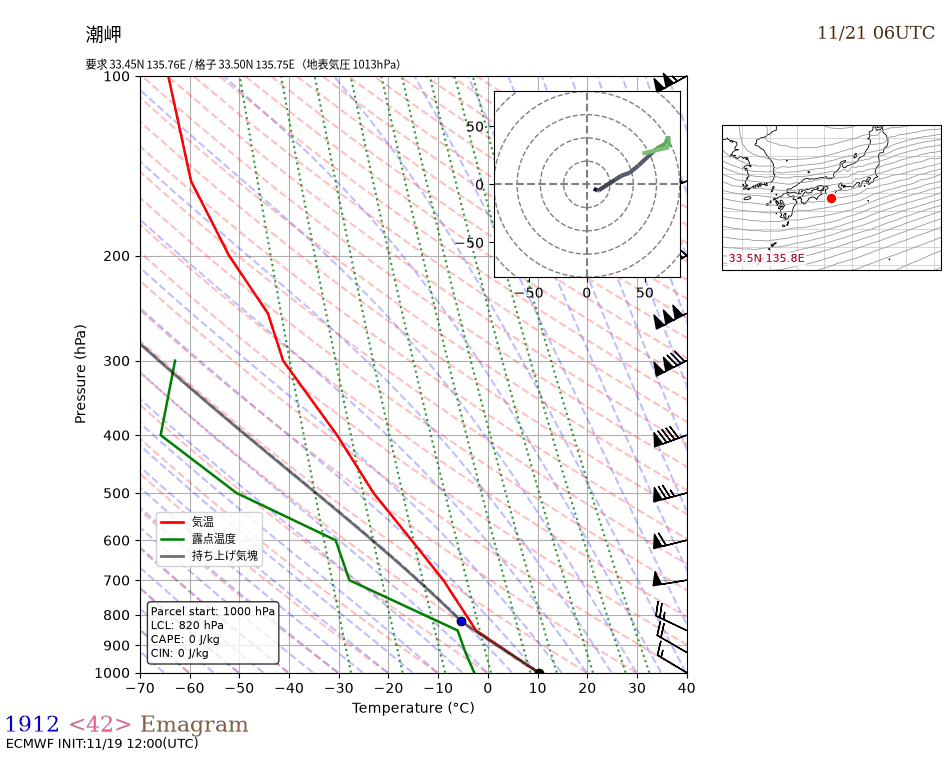 潮岬
11/21 06UTC
要求 33.45N 135.76E / 格子 33.50N 135.75E（地表気圧 1013hPa）
100
200
300
400
500
600
700
800
900
1000
Pressure (hPa)
50
0
−50
−50 0 50
33.5N 135.8E
気温
露点温度
持ち上げ気塊
Parcel start: 1000 hPa
LCL: 820 hPa
CAPE: 0 J/kg
CIN: 0 J/kg
−70 −60 −50 −40 −30 −20 −10 0 10 20 30 40
Temperature (°C)
1912 <42> Emagram
ECMWF INIT:11/19 12:00(UTC)